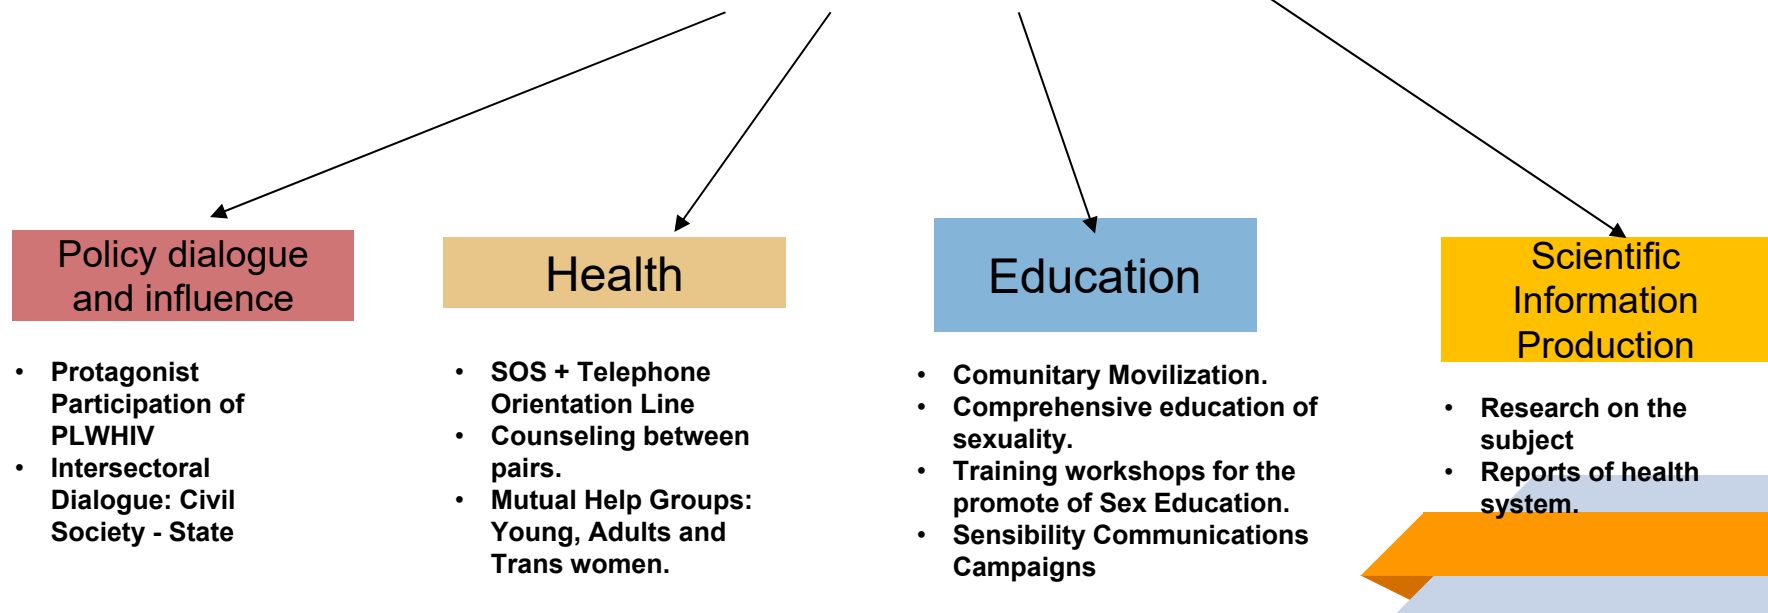 Policy dialogue
and influence
• Protagonist
Participation of
PLWHIV
• Intersectoral
Dialogue: Civil
Society - State
Health
• SOS + Telephone
Orientation Line
• Counseling between
pairs.
• Mutual Help Groups:
Young, Adults and
Trans women.
Education
• Comunitary Movilization.
• Comprehensive education of
sexuality.
• Training workshops for the
promote of Sex Education.
• Sensibility Communications
Campaigns
Scientific
Information
Production
• Research on the
subject
• Reports of health
system.